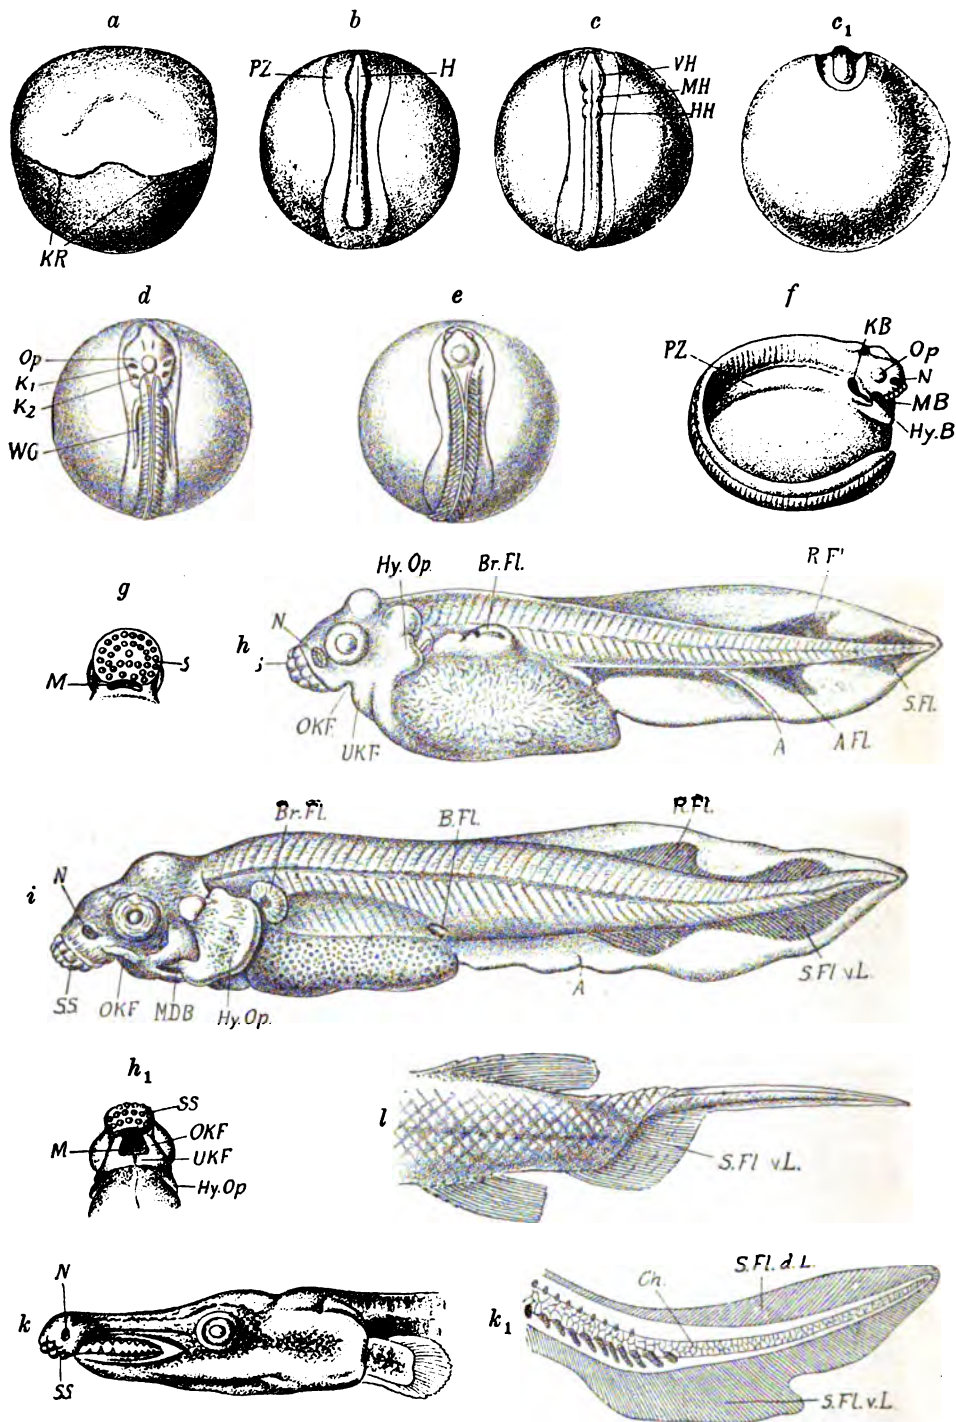 a b c c₁
PZ H
VH
MH
HH
KR
d e f
Op
K₁
K₂
WG
PZ
KB
Op
N
MB
Hy.B
g
M
S
h
Hy.Op. Br.Fl. R.Fl
N
OKF
UKF
A
A.Fl.
S.Fl.
i
Br.Fl. B.Fl. R.Fl.
N
SS. OKF MDB Hy.Op. A
S.Fl v.L.
h₁
SS
OKF
M
UKF
Hy.Op
l
S.Fl v.L.
k
N
SS
k₁
Ch. S.Fl.d.L.
S.Fl.v.L.